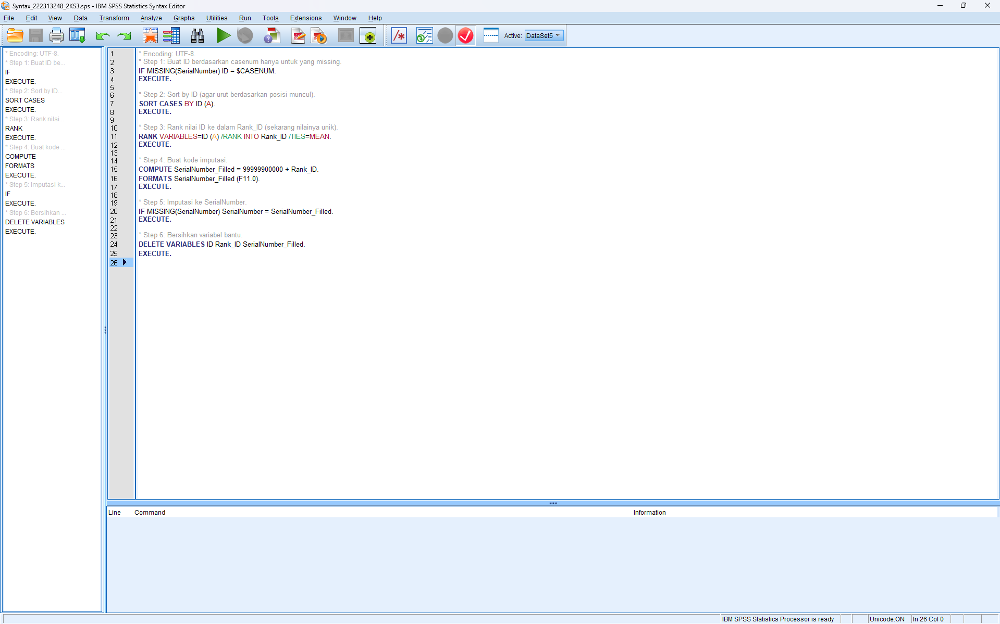 Syntax_222313248_2KS3.sps - IBM SPSS Statistics Syntax Editor
File Edit View Data Transform Analyze Graphs Utilities Run Tools Extensions Window Help
Active: DataSet5
* Encoding: UTF-8.
* Step 1: Buat ID be...
IF
EXECUTE.
* Step 2: Sort by ID...
SORT CASES
EXECUTE.
* Step 3: Rank nilai...
RANK
EXECUTE.
* Step 4: Buat kode ...
COMPUTE
FORMATS
EXECUTE.
* Step 5: Imputasi k...
IF
EXECUTE.
* Step 6: Bersihkan ...
DELETE VARIABLES
EXECUTE.
1 * Encoding: UTF-8.
2 * Step 1: Buat ID berdasarkan casenum hanya untuk yang missing.
3 IF MISSING(SerialNumber) ID = $CASENUM.
4 EXECUTE.
5
6 * Step 2: Sort by ID (agar urut berdasarkan posisi muncul).
7 SORT CASES BY ID (A).
8 EXECUTE.
9
10 * Step 3: Rank nilai ID ke dalam Rank_ID (sekarang nilainya unik).
11 RANK VARIABLES=ID (A) /RANK INTO Rank_ID /TIES=MEAN.
12 EXECUTE.
13
14 * Step 4: Buat kode imputasi.
15 COMPUTE SerialNumber_Filled = 99999900000 + Rank_ID.
16 FORMATS SerialNumber_Filled (F11.0).
17 EXECUTE.
18
19 * Step 5: Imputasi ke SerialNumber.
20 IF MISSING(SerialNumber) SerialNumber = SerialNumber_Filled.
21 EXECUTE.
22
23 * Step 6: Bersihkan variabel bantu.
24 DELETE VARIABLES ID Rank_ID SerialNumber_Filled.
25 EXECUTE.
26
Line Command Information
IBM SPSS Statistics Processor is ready Unicode:ON In 26 Col 0